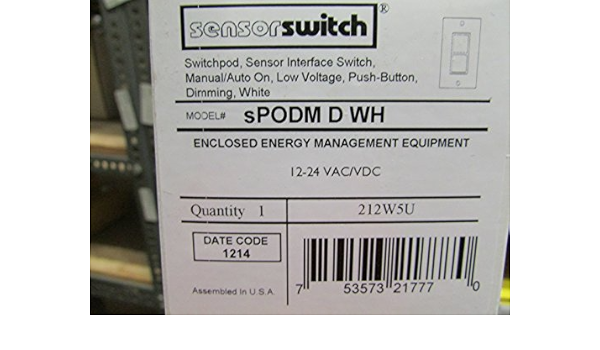 sensorswitch®
Switchpod, Sensor Interface Switch,
Manual/Auto On, Low Voltage, Push-Button,
Dimming, White
MODEL# sPODM D WH
ENCLOSED ENERGY MANAGEMENT EQUIPMENT
12-24 VAC/VDC
Quantity 1 212W5U
DATE CODE
1214
Assembled In U.S.A.
7 53573 21777 0